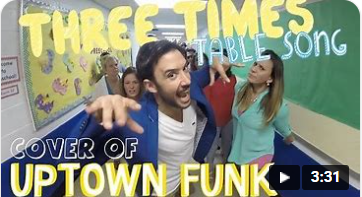 THREE TIMES
TABLE SONG
COVER OF
UPTOWN FUNK
3:31